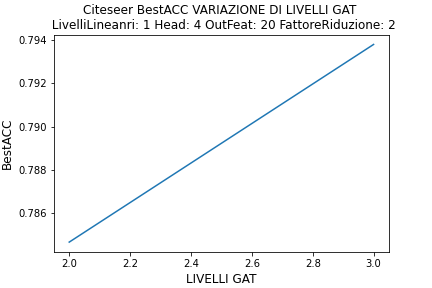 Citeseer BestACC VARIAZIONE DI LIVELLI GAT
LivelliLineanri: 1 Head: 4 OutFeat: 20 FattoreRiduzione: 2
0.794
0.792
0.790
0.788
0.786
BestACC
2.0 2.2 2.4 2.6 2.8 3.0
LIVELLI GAT